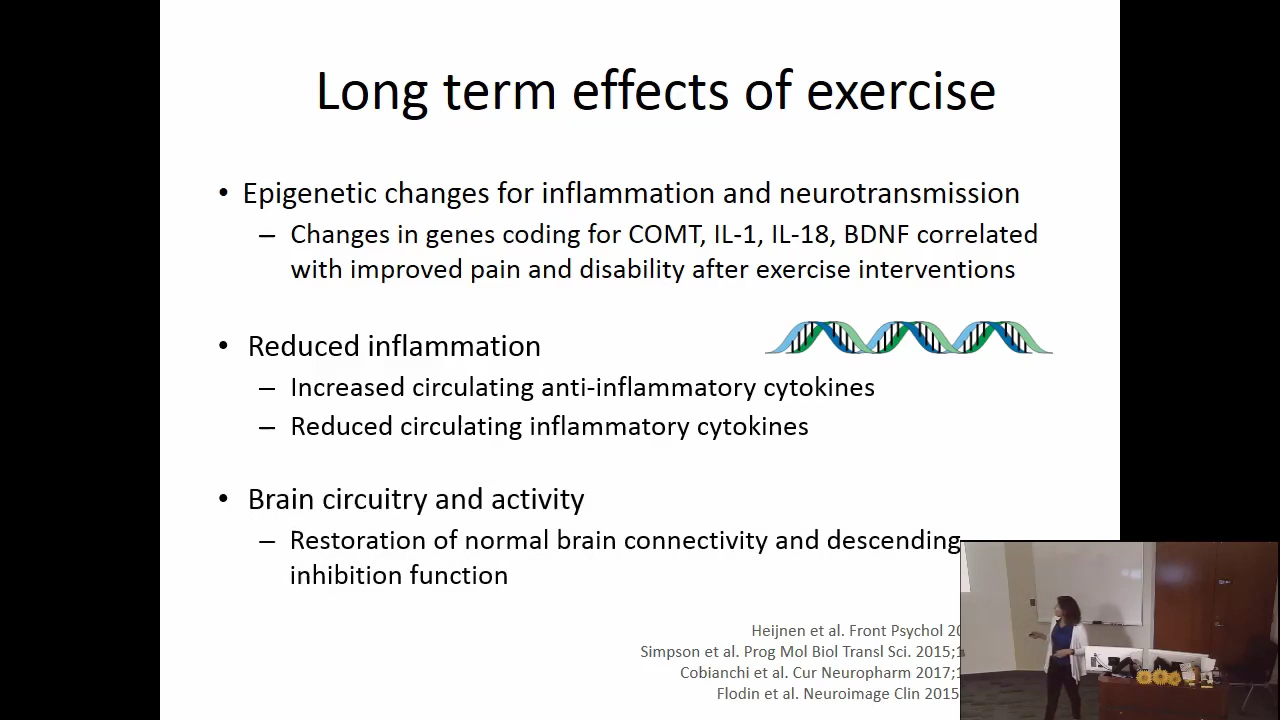 Long term effects of exercise
• Epigenetic changes for inflammation and neurotransmission
– Changes in genes coding for COMT, IL-1, IL-18, BDNF correlated
with improved pain and disability after exercise interventions
• Reduced inflammation
– Increased circulating anti-inflammatory cytokines
– Reduced circulating inflammatory cytokines
• Brain circuitry and activity
– Restoration of normal brain connectivity and descending
inhibition function
Heijnen et al. Front Psychol 20
Simpson et al. Prog Mol Biol Transl Sci. 2015;1
Cobianchi et al. Cur Neuropharm 2017;1
Flodin et al. Neuroimage Clin 2015